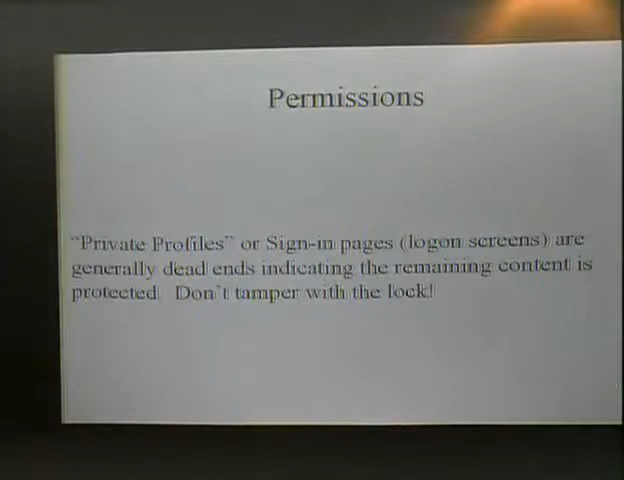 Permissions
"Private Profiles" or Sign-in pages (logon screens) are
generally dead ends indicating the remaining content is
protected. Don't tamper with the lock!